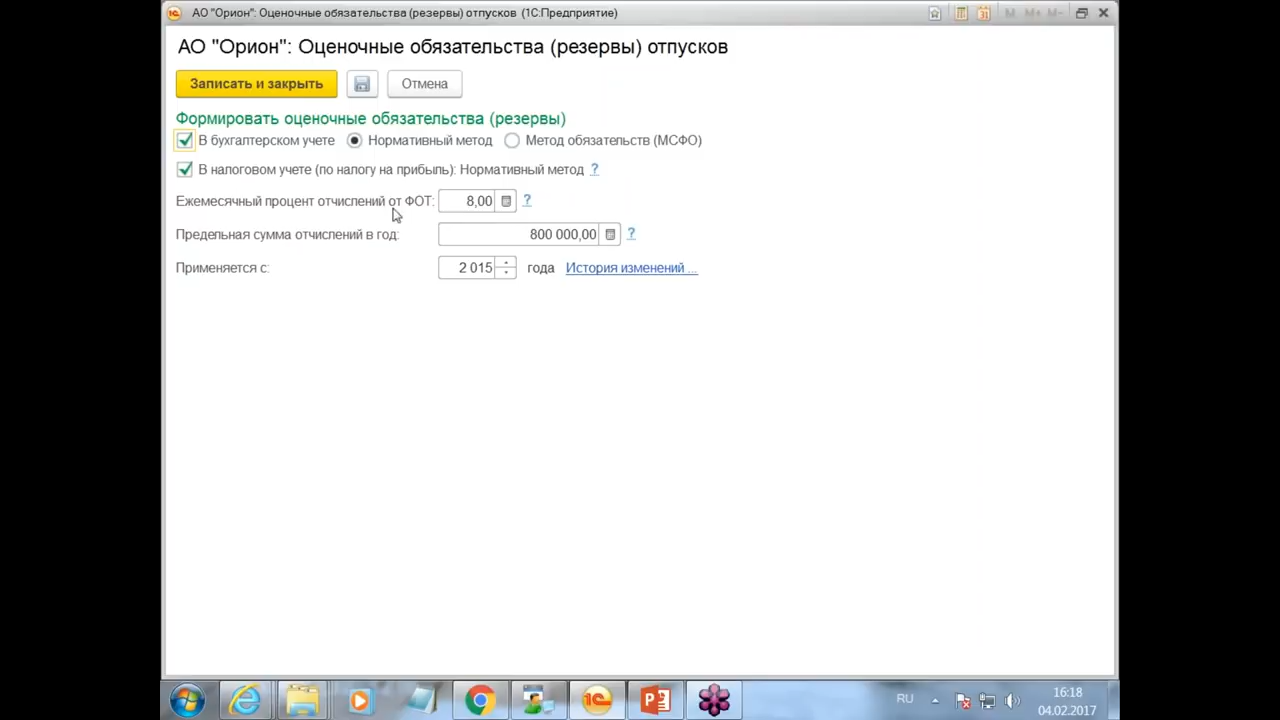 АО "Орион": Оценочные обязательства (резервы) отпусков (1С:Предприятие)
M M+ M-
АО "Орион": Оценочные обязательства (резервы) отпусков
Записать и закрыть Отмена
Формировать оценочные обязательства (резервы)
В бухгалтерском учете Нормативный метод Метод обязательств (МСФО)
В налоговом учете (по налогу на прибыль): Нормативный метод ?
Ежемесячный процент отчислений от ФОТ: 8,00 ?
Предельная сумма отчислений в год: 800 000,00 ?
Применяется с: 2 015 года История изменений ...
RU 16:18
04.02.2017